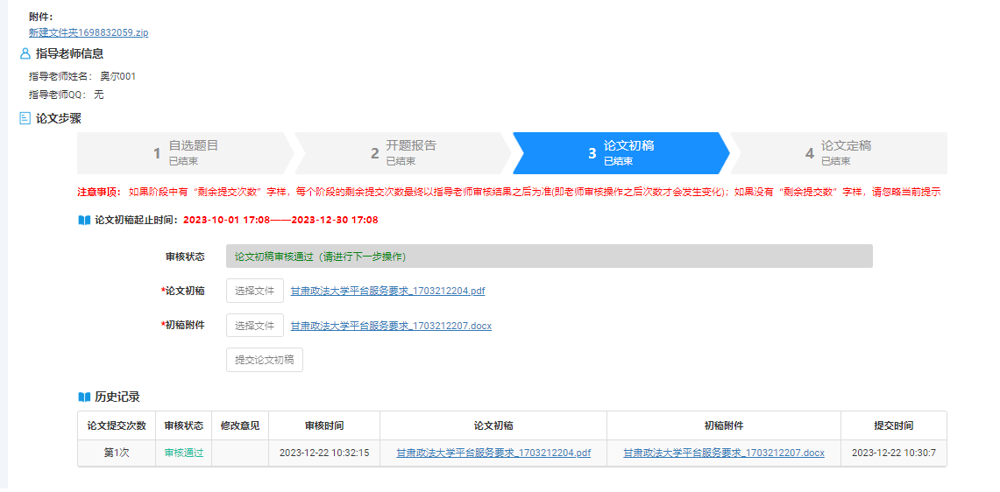 附件：
新建文件夹1698832059.zip
指导老师信息
指导老师姓名： 奥尔001
指导老师QQ： 无
论文步骤
1 自选题目 已结束
2 开题报告 已结束
3 论文初稿 已结束
4 论文定稿 已结束
注意事项： 如果阶段中有“剩余提交次数”字样，每个阶段的剩余提交次数最终以指导老师审核结果之后为准(即老师审核操作之后次数才会发生变化)；如果没有“剩余提交数”字样，请忽略当前提示
论文初稿起止时间：2023-10-01 17:08——2023-12-30 17:08
审核状态 论文初稿审核通过（请进行下一步操作）
*论文初稿 选择文件 甘肃政法大学平台服务要求_1703212204.pdf
*初稿附件 选择文件 甘肃政法大学平台服务要求_1703212207.docx
提交论文初稿
历史记录
论文提交次数 审核状态 修改意见 审核时间 论文初稿 初稿附件 提交时间
第1次 审核通过 2023-12-22 10:32:15 甘肃政法大学平台服务要求_1703212204.pdf 甘肃政法大学平台服务要求_1703212207.docx 2023-12-22 10:30:7